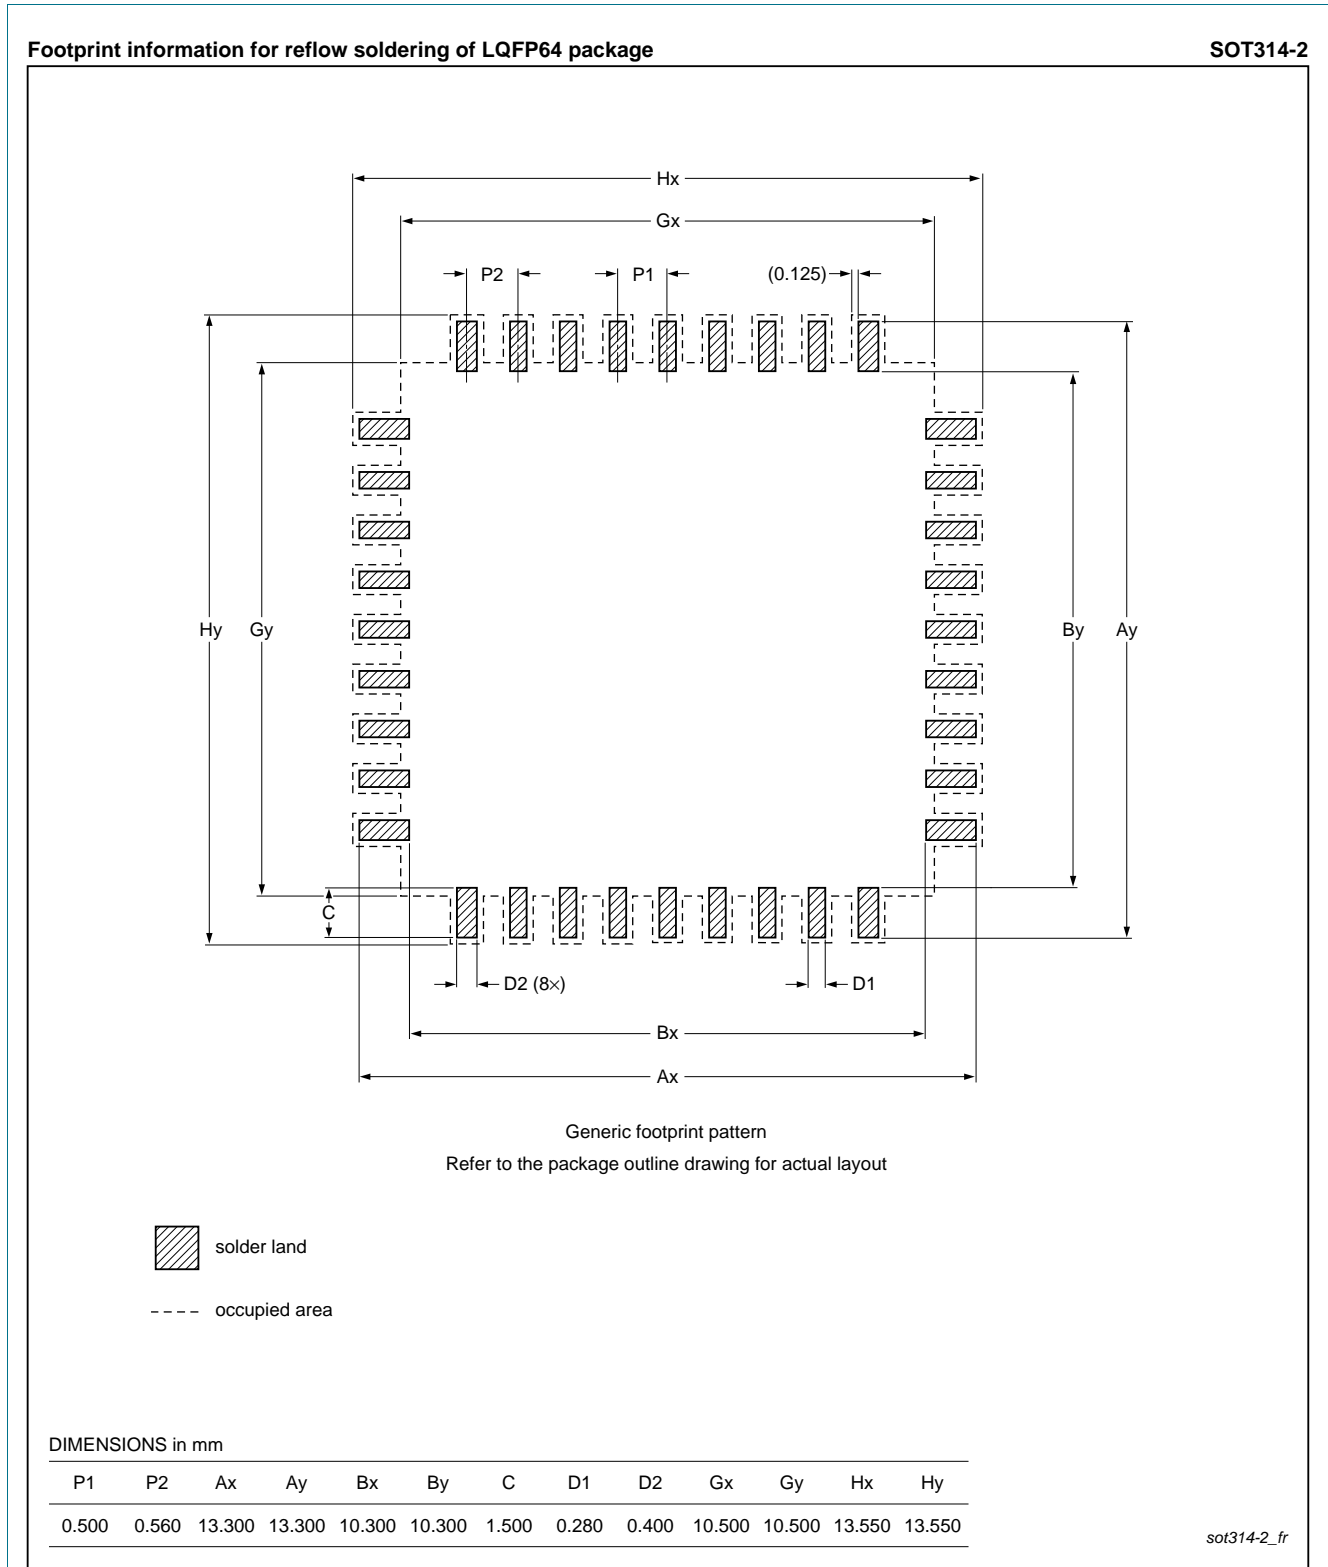 Footprint information for reflow soldering of LQFP64 package SOT314-2
Hx
Gx
P2 P1 (0.125)
Hy Gy By Ay
C
D2 (8×) D1
Bx
Ax
Generic footprint pattern
Refer to the package outline drawing for actual layout
solder land
occupied area
DIMENSIONS in mm
P1 P2 Ax Ay Bx By C D1 D2 Gx Gy Hx Hy
0.500 0.560 13.300 13.300 10.300 10.300 1.500 0.280 0.400 10.500 10.500 13.550 13.550
sot314-2_fr